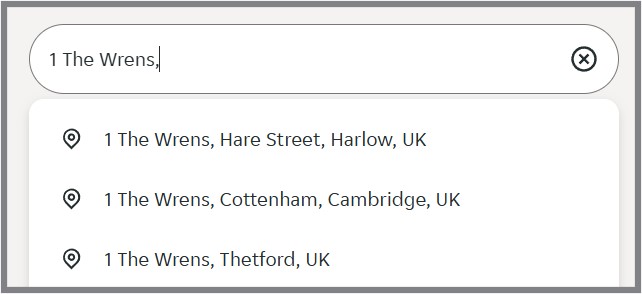 1 The Wrens,
1 The Wrens, Hare Street, Harlow, UK
1 The Wrens, Cottenham, Cambridge, UK
1 The Wrens, Thetford, UK